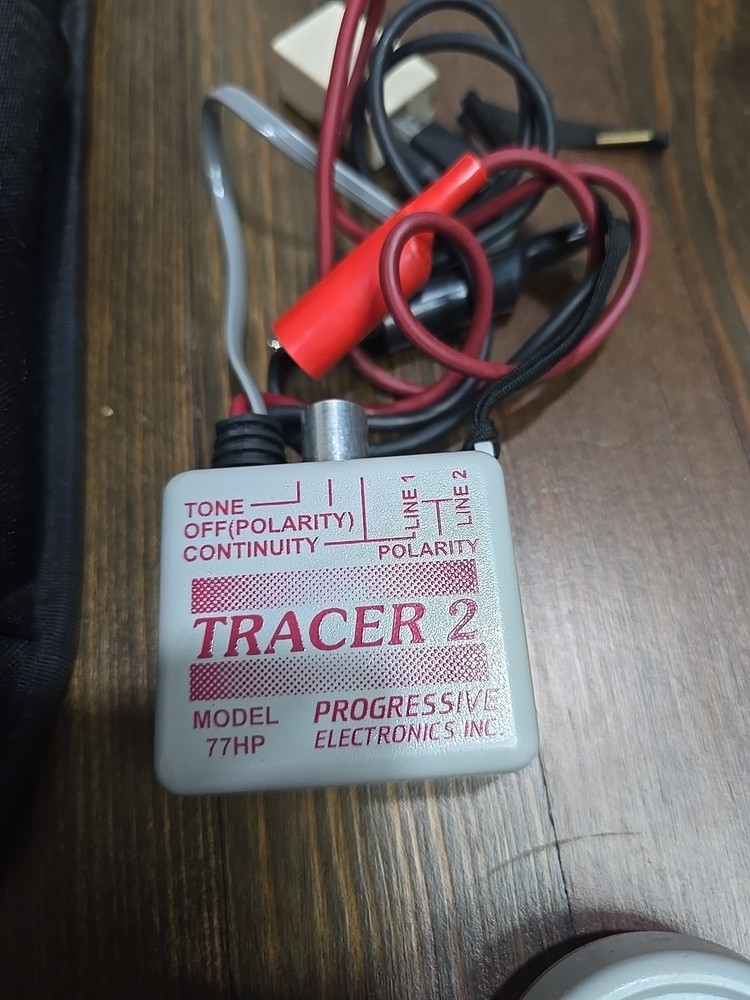 TONE
OFF(POLARITY)
CONTINUITY
LINE 1
LINE 2
POLARITY
TRACER 2
MODEL
77HP
PROGRESSIVE
ELECTRONICS INC.